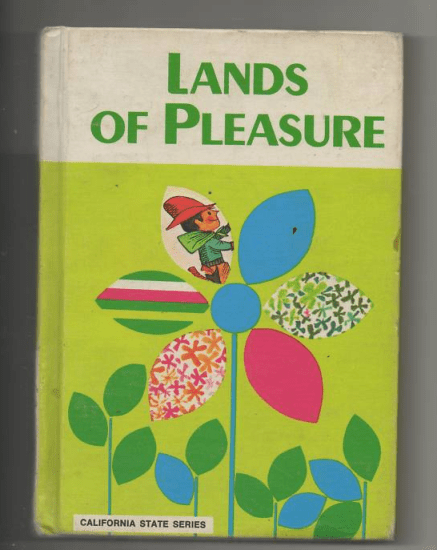 LANDS
OF PLEASURE
CALIFORNIA STATE SERIES